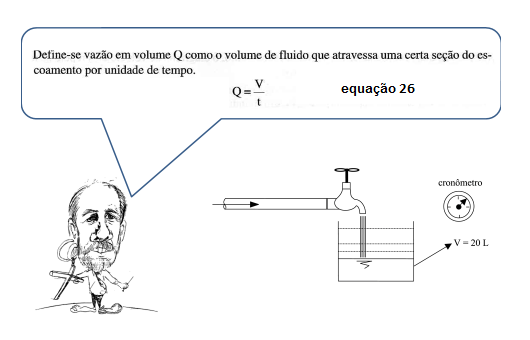 Define-se vazão em volume Q como o volume de fluido que atravessa uma certa seção do es-
coamento por unidade de tempo.
Q = V/t equação 26
cronômetro
V = 20 L